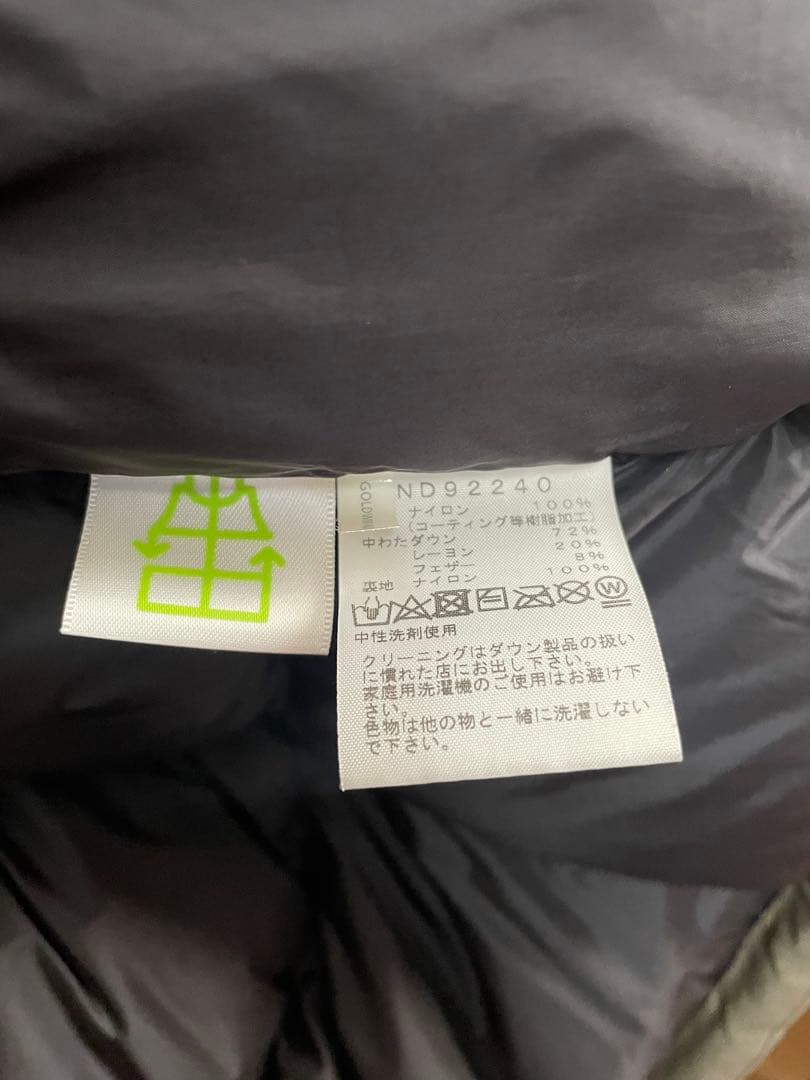 GOLDWIN
ND92240
ナイロン 100%
(コーティング等樹脂加工)
中わたダウン 72%
レーヨン 20%
フェザー 8%
裏地 ナイロン 100%
W
中性洗剤使用
クリーニングはダウン製品の扱い
に慣れた店にお出し下さい。
家庭用洗濯機のご使用はお避け下
さい。
色物は他の物と一緒に洗濯しない
で下さい。